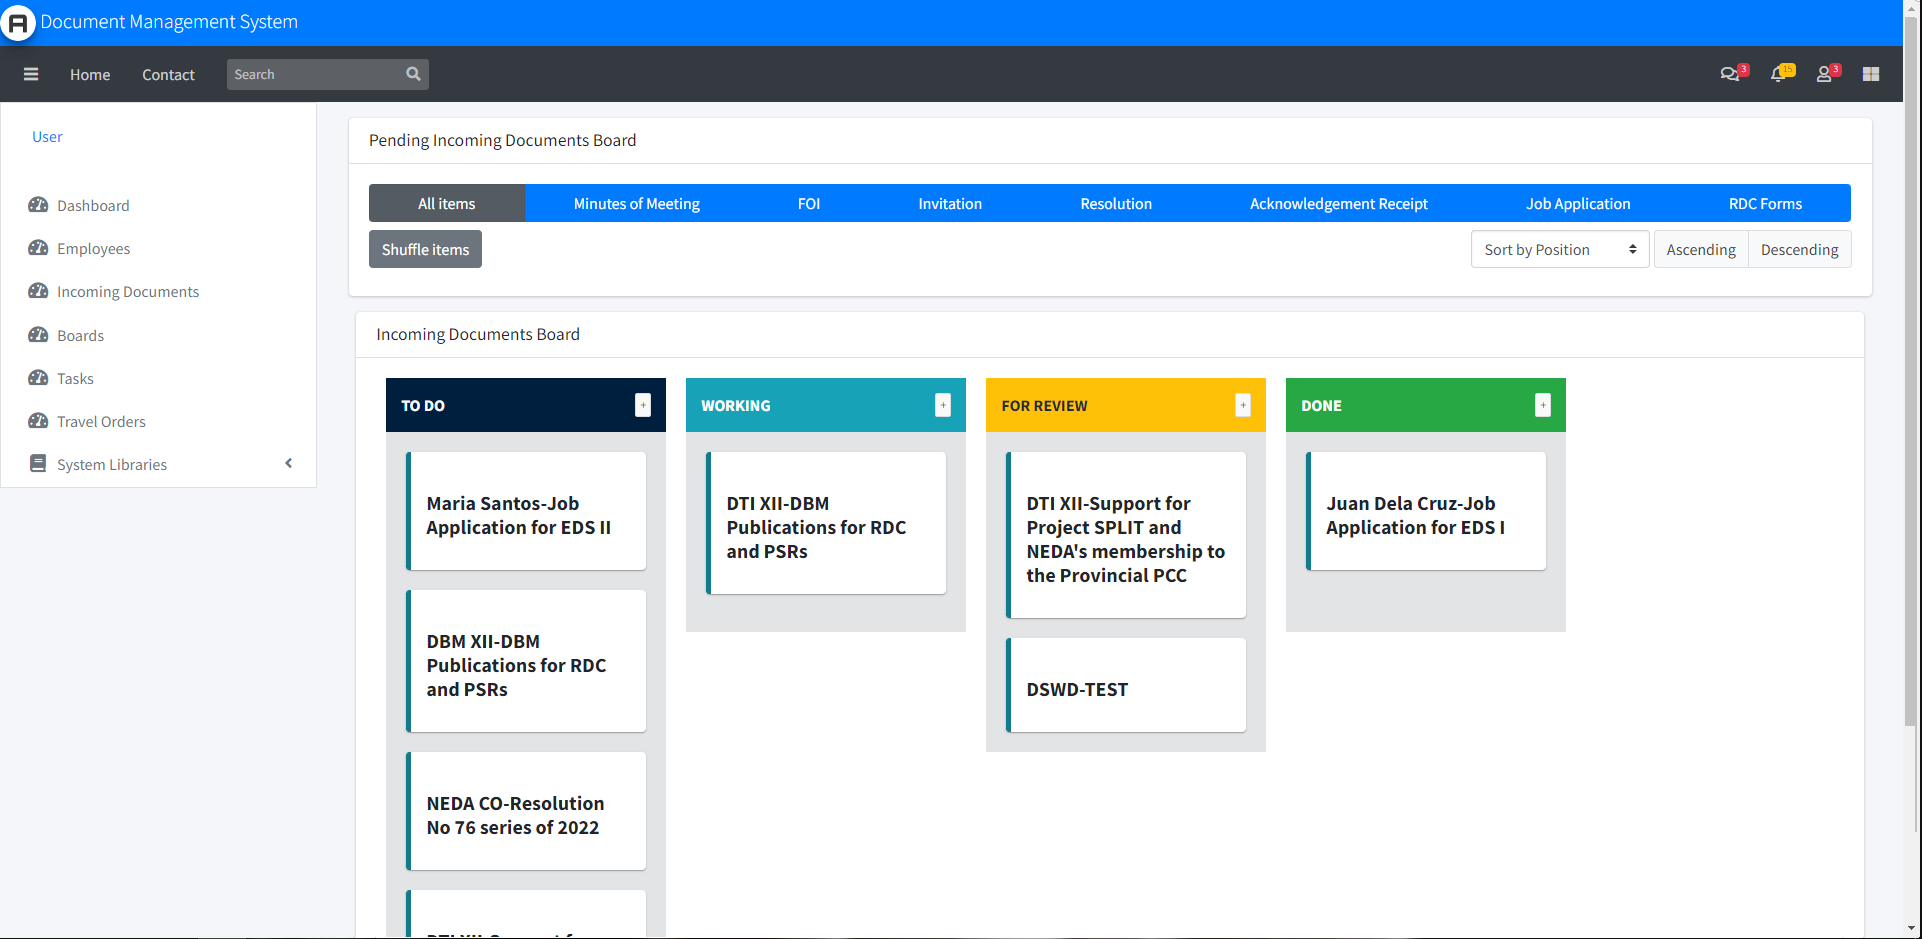 Document Management System
Home
Contact
Search
3
15
3
User
Dashboard
Employees
Incoming Documents
Boards
Tasks
Travel Orders
System Libraries
Pending Incoming Documents Board
All items
Minutes of Meeting
FOI
Invitation
Resolution
Acknowledgement Receipt
Job Application
RDC Forms
Shuffle items
Sort by Position
Ascending
Descending
Incoming Documents Board
TO DO
+
Maria Santos-Job
Application for EDS II
DBM XII-DBM
Publications for RDC
and PSRs
NEDA CO-Resolution
No 76 series of 2022
WORKING
+
DTI XII-DBM
Publications for RDC
and PSRs
FOR REVIEW
+
DTI XII-Support for
Project SPLIT and
NEDA's membership to
the Provincial PCC
DSWD-TEST
DONE
+
Juan Dela Cruz-Job
Application for EDS I